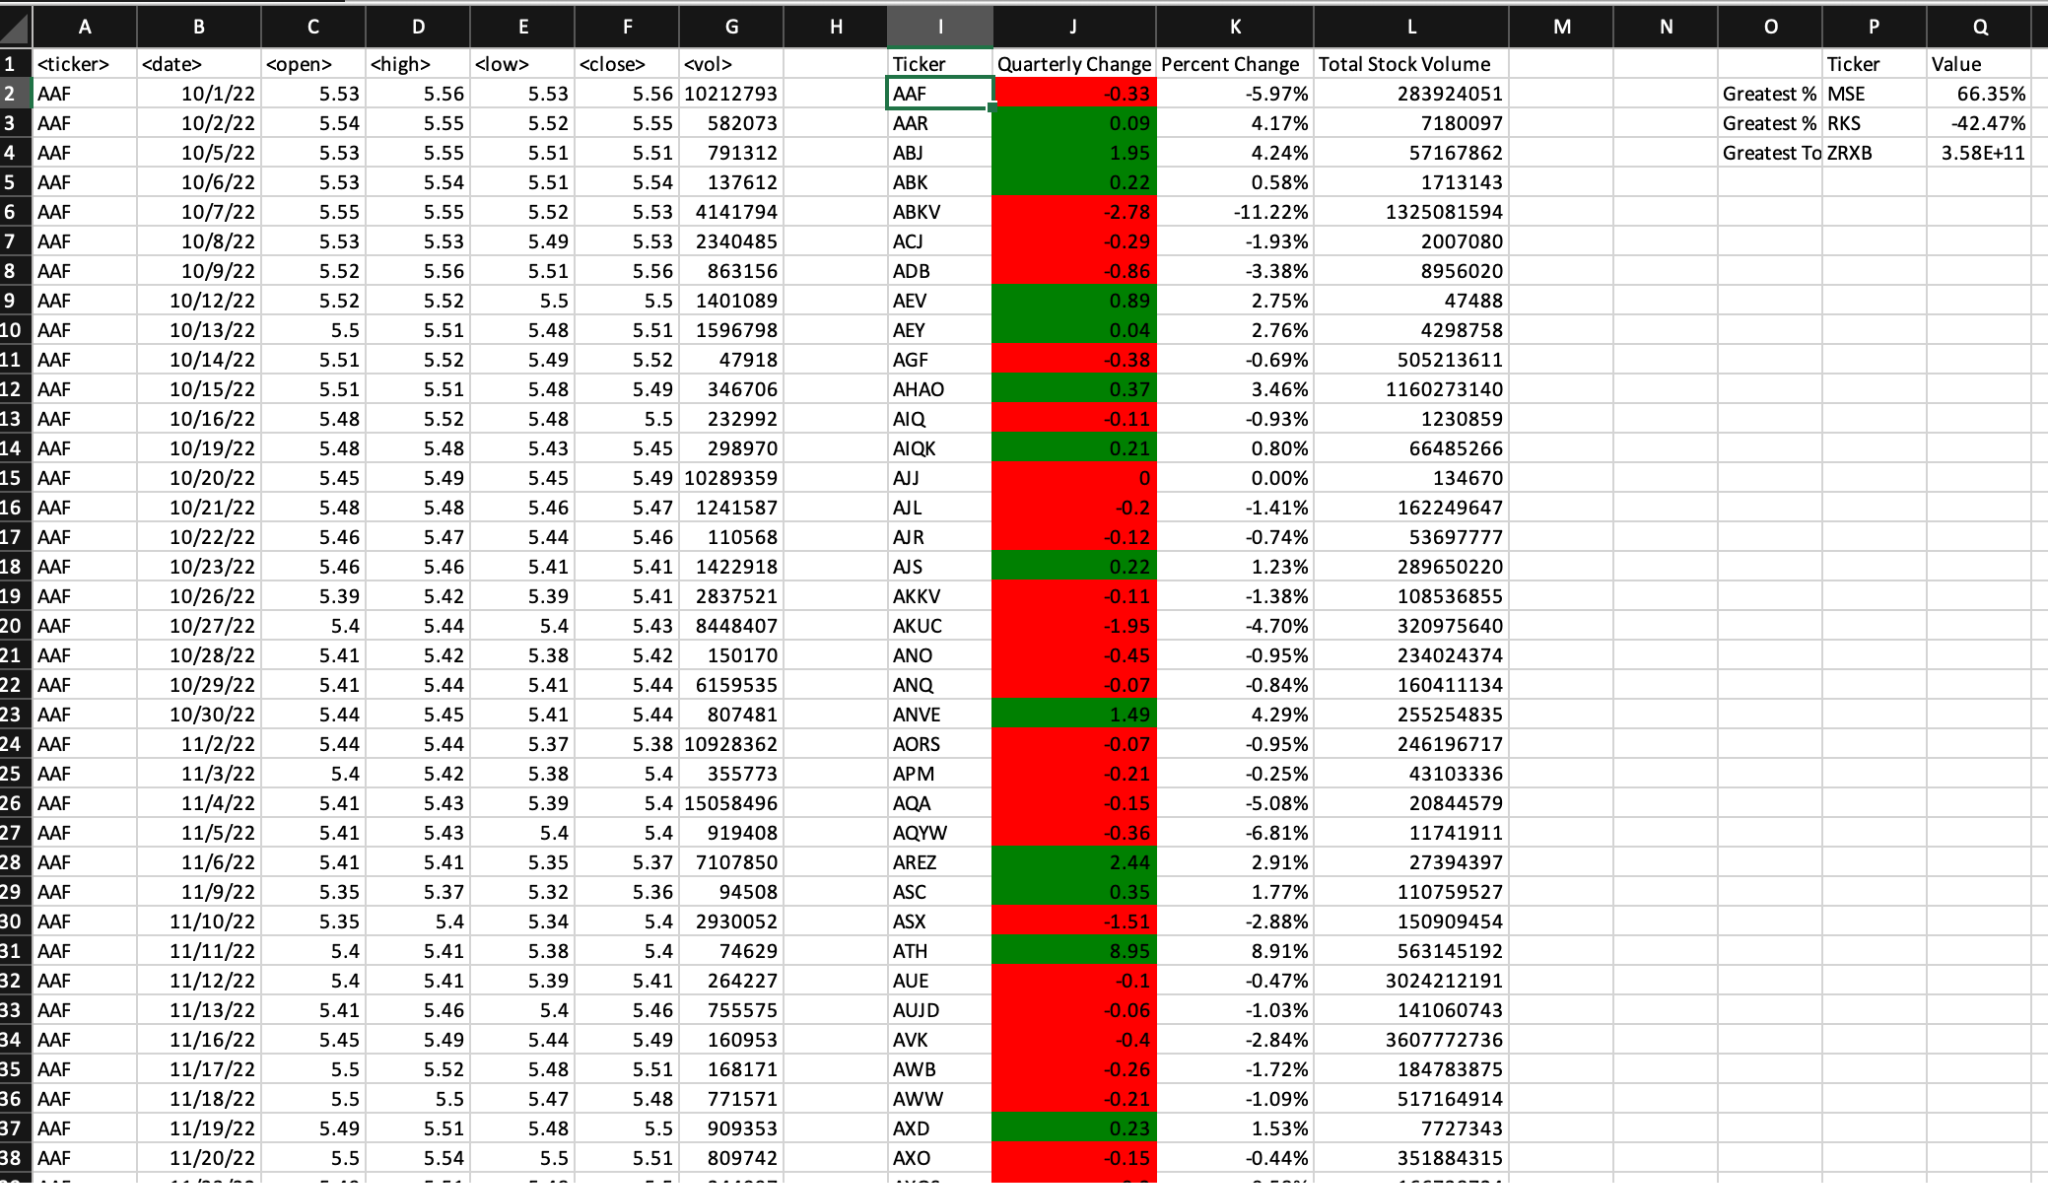 A B C D E F G H I J K L M N O P Q
1 <ticker> <date> <open> <high> <low> <close> <vol> Ticker Quarterly Change Percent Change Total Stock Volume Ticker Value
2 AAF 10/1/22 5.53 5.56 5.53 5.56 10212793 AAF -0.33 -5.97% 283924051 Greatest % MSE 66.35%
3 AAF 10/2/22 5.54 5.55 5.52 5.55 582073 AAR 0.09 4.17% 7180097 Greatest % RKS -42.47%
4 AAF 10/5/22 5.53 5.55 5.51 5.51 791312 ABJ 1.95 4.24% 57167862 Greatest To ZRXB 3.58E+11
5 AAF 10/6/22 5.53 5.54 5.51 5.54 137612 ABK 0.22 0.58% 1713143
6 AAF 10/7/22 5.55 5.55 5.52 5.53 4141794 ABKV -2.78 -11.22% 1325081594
7 AAF 10/8/22 5.53 5.53 5.49 5.53 2340485 ACJ -0.29 -1.93% 2007080
8 AAF 10/9/22 5.52 5.56 5.51 5.56 863156 ADB -0.86 -3.38% 8956020
9 AAF 10/12/22 5.52 5.52 5.5 5.5 1401089 AEV 0.89 2.75% 47488
10 AAF 10/13/22 5.5 5.51 5.48 5.51 1596798 AEY 0.04 2.76% 4298758
11 AAF 10/14/22 5.51 5.52 5.49 5.52 47918 AGF -0.38 -0.69% 505213611
12 AAF 10/15/22 5.51 5.51 5.48 5.49 346706 AHAO 0.37 3.46% 1160273140
13 AAF 10/16/22 5.48 5.52 5.48 5.5 232992 AIQ -0.11 -0.93% 1230859
14 AAF 10/19/22 5.48 5.48 5.43 5.45 298970 AIQK 0.21 0.80% 66485266
15 AAF 10/20/22 5.45 5.49 5.45 5.49 10289359 AJJ 0 0.00% 134670
16 AAF 10/21/22 5.48 5.48 5.46 5.47 1241587 AJL -0.2 -1.41% 162249647
17 AAF 10/22/22 5.46 5.47 5.44 5.46 110568 AJR -0.12 -0.74% 53697777
18 AAF 10/23/22 5.46 5.46 5.41 5.41 1422918 AJS 0.22 1.23% 289650220
19 AAF 10/26/22 5.39 5.42 5.39 5.41 2837521 AKKV -0.11 -1.38% 108536855
20 AAF 10/27/22 5.4 5.44 5.4 5.43 8448407 AKUC -1.95 -4.70% 320975640
21 AAF 10/28/22 5.41 5.42 5.38 5.42 150170 ANO -0.45 -0.95% 234024374
22 AAF 10/29/22 5.41 5.44 5.41 5.44 6159535 ANQ -0.07 -0.84% 160411134
23 AAF 10/30/22 5.44 5.45 5.41 5.44 807481 ANVE 1.49 4.29% 255254835
24 AAF 11/2/22 5.44 5.44 5.37 5.38 10928362 AORS -0.07 -0.95% 246196717
25 AAF 11/3/22 5.4 5.42 5.38 5.4 355773 APM -0.21 -0.25% 43103336
26 AAF 11/4/22 5.41 5.43 5.39 5.4 15058496 AQA -0.15 -5.08% 20844579
27 AAF 11/5/22 5.41 5.43 5.4 5.4 919408 AQYW -0.36 -6.81% 11741911
28 AAF 11/6/22 5.41 5.41 5.35 5.37 7107850 AREZ 2.44 2.91% 27394397
29 AAF 11/9/22 5.35 5.37 5.32 5.36 94508 ASC 0.35 1.77% 110759527
30 AAF 11/10/22 5.35 5.4 5.34 5.4 2930052 ASX -1.51 -2.88% 150909454
31 AAF 11/11/22 5.4 5.41 5.38 5.4 74629 ATH 8.95 8.91% 563145192
32 AAF 11/12/22 5.4 5.41 5.39 5.41 264227 AUE -0.1 -0.47% 3024212191
33 AAF 11/13/22 5.41 5.46 5.4 5.46 755575 AUJD -0.06 -1.03% 141060743
34 AAF 11/16/22 5.45 5.49 5.44 5.49 160953 AVK -0.4 -2.84% 3607772736
35 AAF 11/17/22 5.5 5.52 5.48 5.51 168171 AWB -0.26 -1.72% 184783875
36 AAF 11/18/22 5.5 5.5 5.47 5.48 771571 AWW -0.21 -1.09% 517164914
37 AAF 11/19/22 5.49 5.51 5.48 5.5 909353 AXD 0.23 1.53% 7727343
38 AAF 11/20/22 5.5 5.54 5.5 5.51 809742 AXO -0.15 -0.44% 351884315